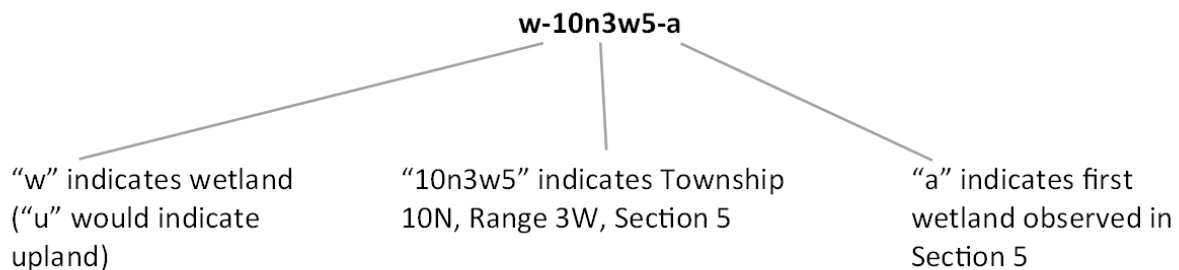 w-10n3w5-a
“w” indicates wetland
(“u” would indicate
upland)
“10n3w5” indicates Township
10N, Range 3W, Section 5
“a” indicates first
wetland observed in
Section 5